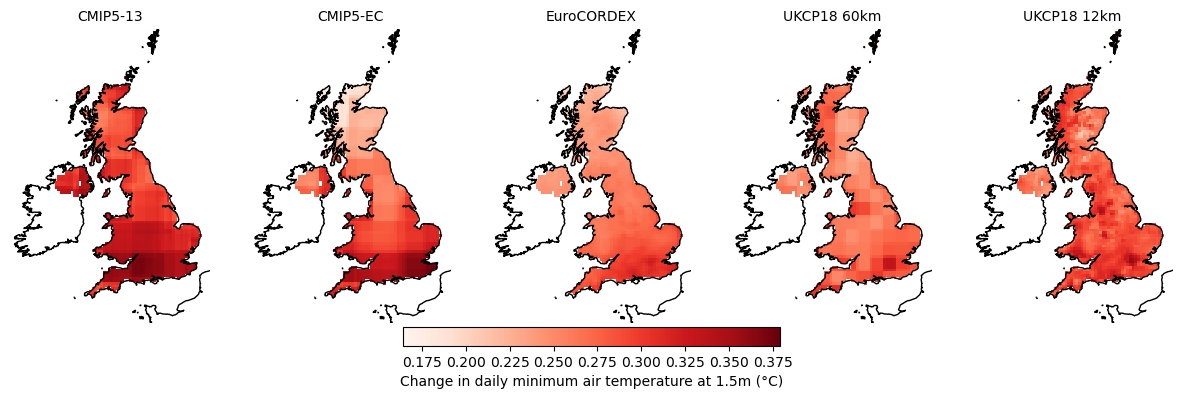 CMIP5-13 CMIP5-EC EuroCORDEX UKCP18 60km UKCP18 12km
0.175 0.200 0.225 0.250 0.275 0.300 0.325 0.350 0.375
Change in daily minimum air temperature at 1.5m (°C)